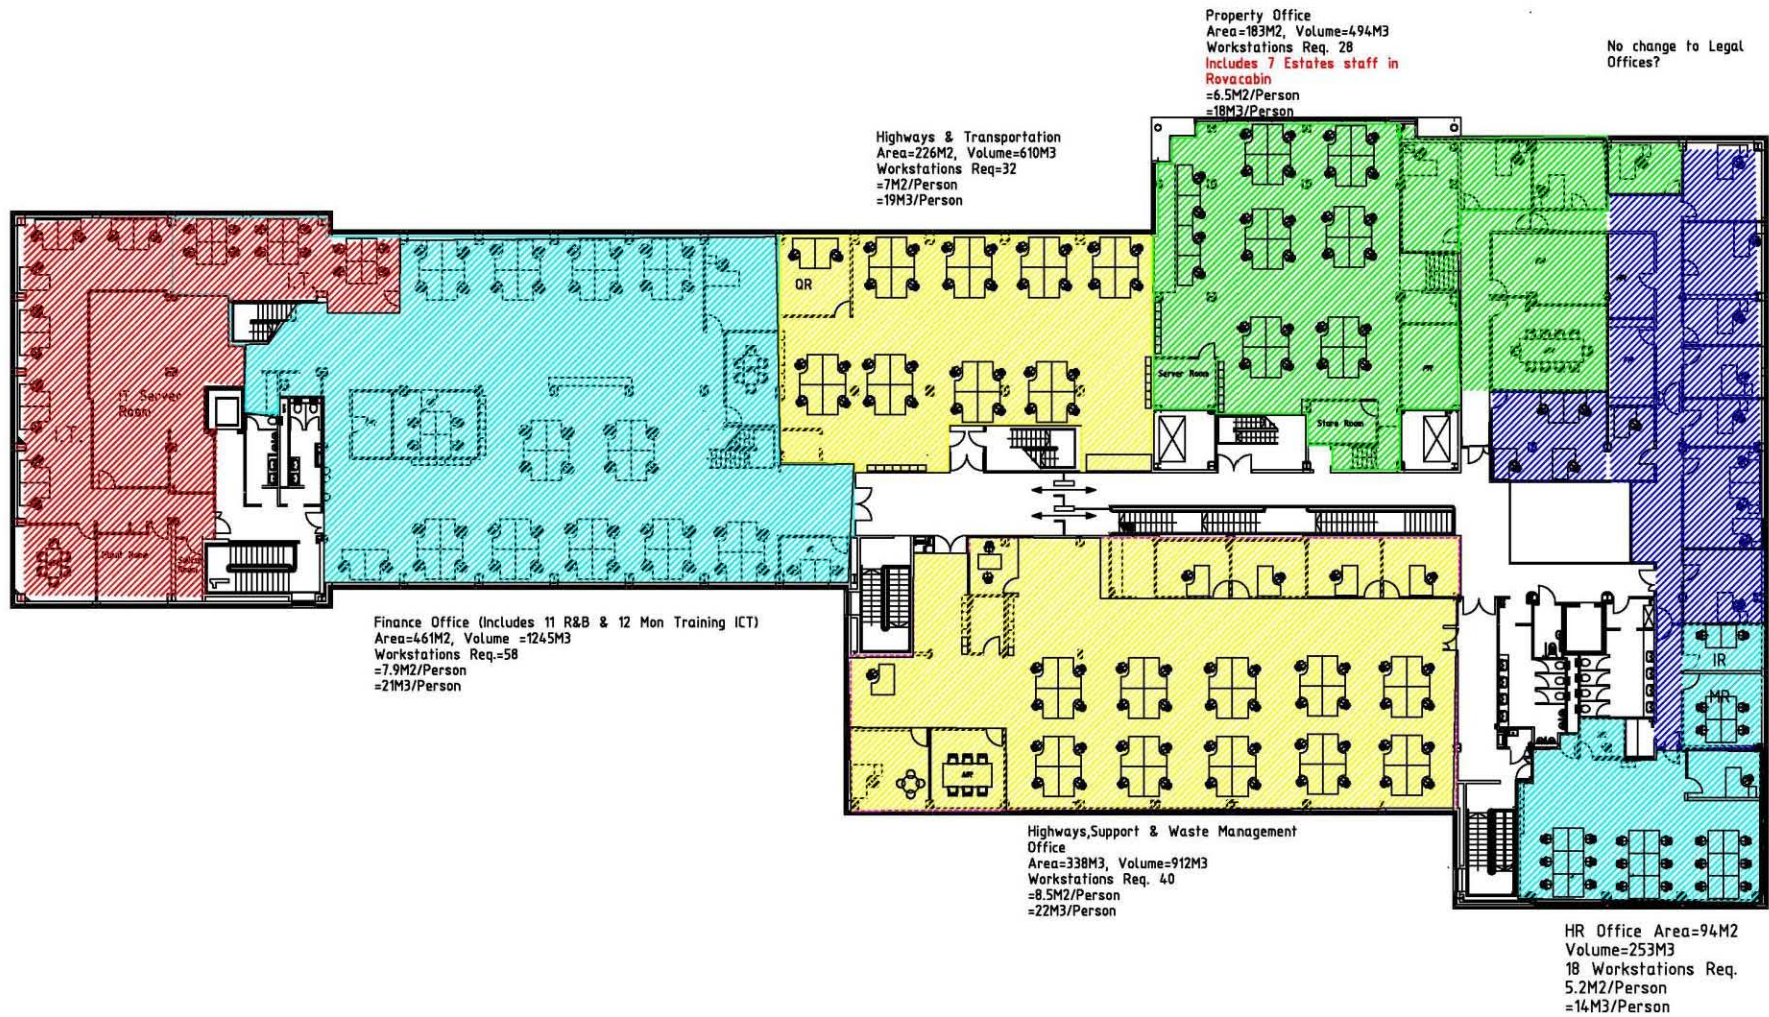 Property Office
Area=183M2, Volume=494M3
Workstations Req. 28
Includes 7 Estates staff in
Rovacabin
=6.5M2/Person
=18M3/Person
No change to Legal
Offices?
Highways & Transportation
Area=226M2, Volume=610M3
Workstations Req=32
=7M2/Person
=19M3/Person
I.T.
QR
IT Server
Room
I.T.
Server Room
Store Room
Finance Office (Includes 11 R&B & 12 Mon Training ICT)
Area=461M2, Volume =1245M3
Workstations Req.=58
=7.9M2/Person
=21M3/Person
IR
MR
Highways,Support & Waste Management
Office
Area=338M3, Volume=912M3
Workstations Req. 40
=8.5M2/Person
=22M3/Person
HR Office Area=94M2
Volume=253M3
18 Workstations Req.
5.2M2/Person
=14M3/Person